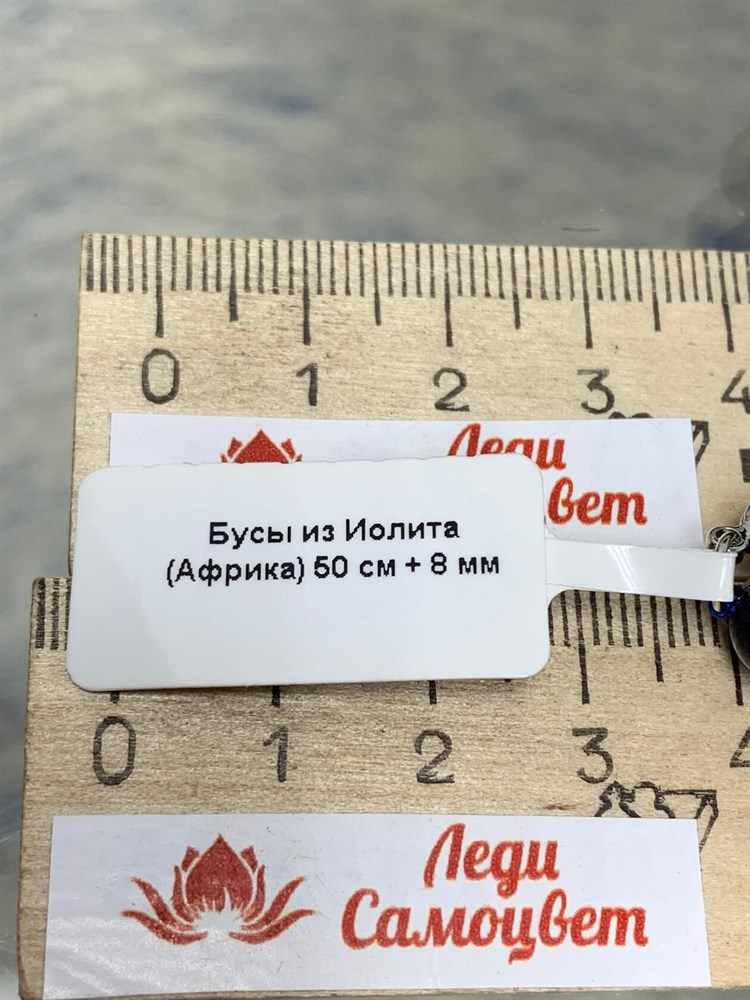 0 1 2 3 4
Леди
цвет
Бусы из Иолита
(Африка) 50 см + 8 мм
0 1 2 3 4
Леди
Самоцвет